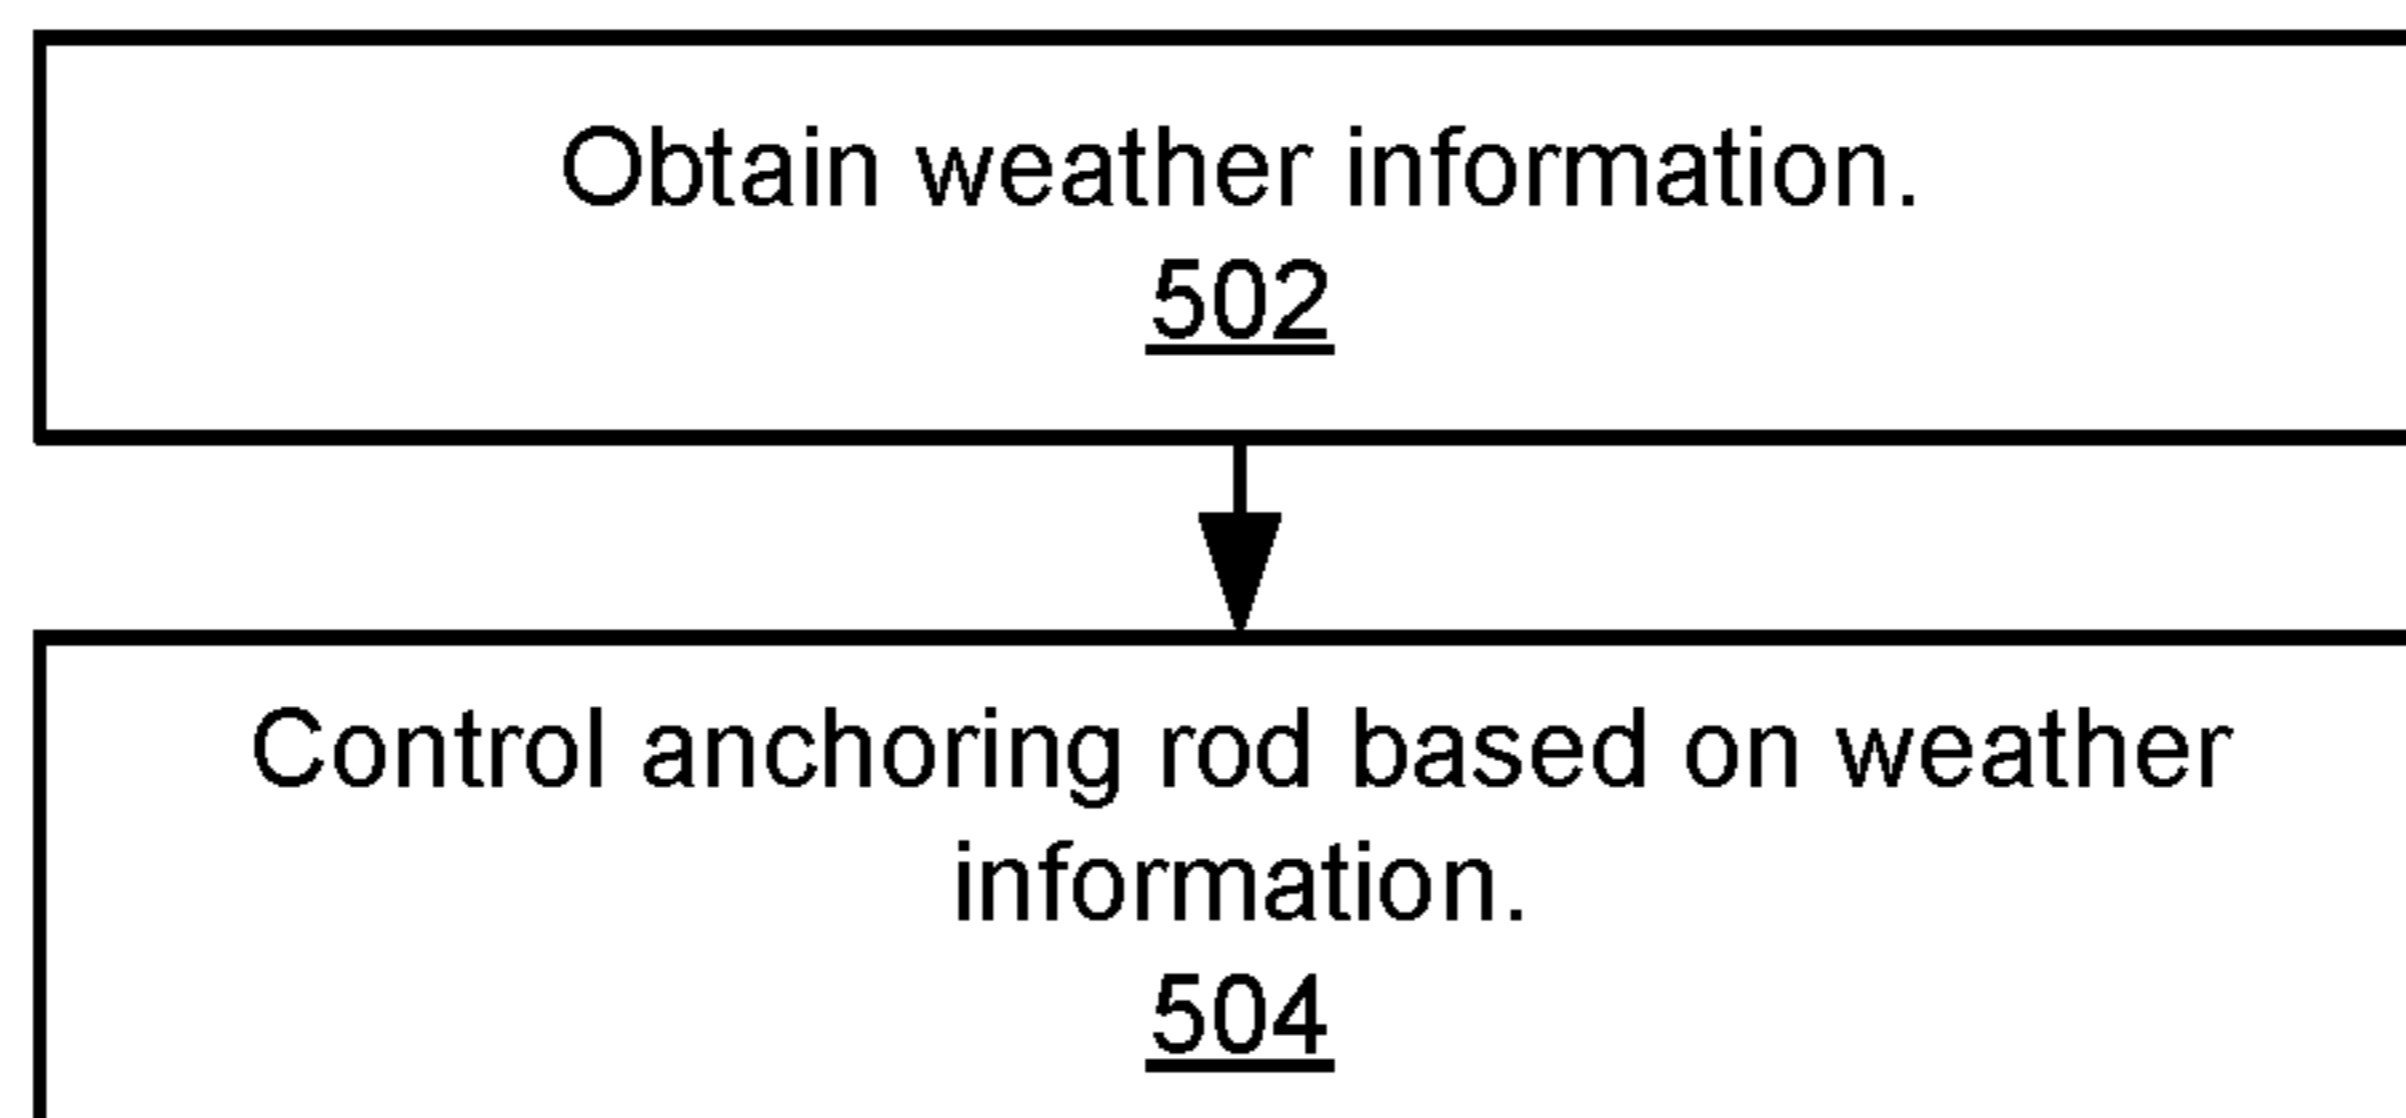 Obtain weather information.
502
Control anchoring rod based on weather
information.
504